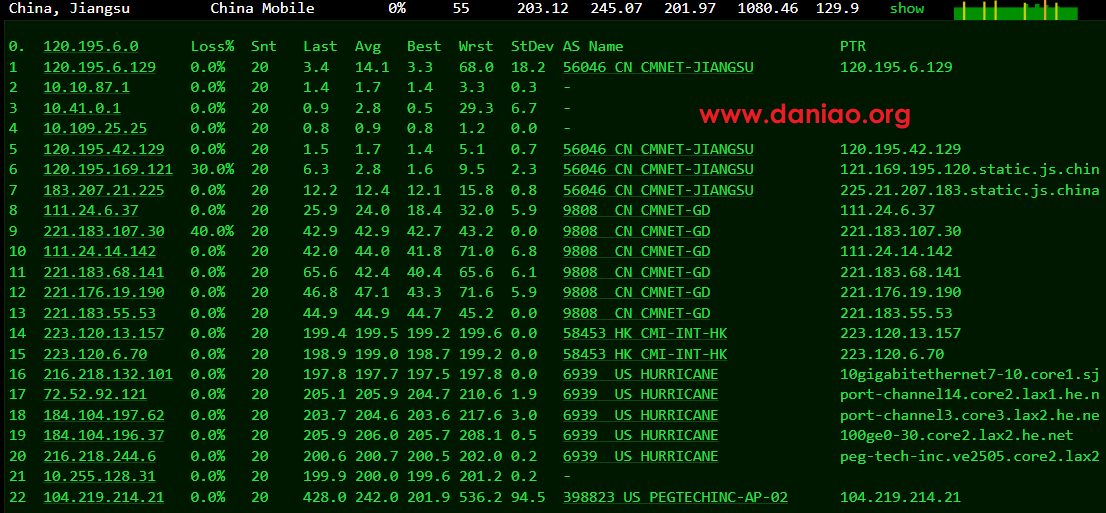 China, Jiangsu China Mobile 0% 55 203.12 245.07 201.97 1080.46 129.9 show
0. 120.195.6.0 Loss% Snt Last Avg Best Wrst StDev AS Name PTR
1 120.195.6.129 0.0% 20 3.4 14.1 3.3 68.0 18.2 56046 CN CMNET-JIANGSU 120.195.6.129
2 10.10.87.1 0.0% 20 1.4 1.7 1.4 3.3 0.3 -
3 10.41.0.1 0.0% 20 0.9 2.8 0.5 29.3 6.7 -
www.daniao.org
4 10.109.25.25 0.0% 20 0.8 0.9 0.8 1.2 0.0 -
5 120.195.42.129 0.0% 20 1.5 1.7 1.4 5.1 0.7 56046 CN CMNET-JIANGSU 120.195.42.129
6 120.195.169.121 30.0% 20 6.3 2.8 1.6 9.5 2.3 56046 CN CMNET-JIANGSU 121.169.195.120.static.js.chin
7 183.207.21.225 0.0% 20 12.2 12.4 12.1 15.8 0.8 56046 CN CMNET-JIANGSU 225.21.207.183.static.js.china
8 111.24.6.37 0.0% 20 25.9 24.0 18.4 32.0 5.9 9808 CN CMNET-GD 111.24.6.37
9 221.183.107.30 40.0% 20 42.9 42.9 42.7 43.2 0.0 9808 CN CMNET-GD 221.183.107.30
10 111.24.14.142 0.0% 20 42.0 44.0 41.8 71.0 6.8 9808 CN CMNET-GD 111.24.14.142
11 221.183.68.141 0.0% 20 65.6 42.4 40.4 65.6 6.1 9808 CN CMNET-GD 221.183.68.141
12 221.176.19.190 0.0% 20 46.8 47.1 43.3 71.6 5.9 9808 CN CMNET-GD 221.176.19.190
13 221.183.55.53 0.0% 20 44.9 44.9 44.7 45.2 0.0 9808 CN CMNET-GD 221.183.55.53
14 223.120.13.157 0.0% 20 199.4 199.5 199.2 199.6 0.0 58453 HK CMI-INT-HK 223.120.13.157
15 223.120.6.70 0.0% 20 198.9 199.0 198.7 199.2 0.0 58453 HK CMI-INT-HK 223.120.6.70
16 216.218.132.101 0.0% 20 197.8 197.7 197.5 197.8 0.0 6939 US HURRICANE 10gigabitethernet7-10.core1.sj
17 72.52.92.121 0.0% 20 205.1 205.9 204.7 210.6 1.9 6939 US HURRICANE port-channel14.core2.lax1.he.n
18 184.104.197.62 0.0% 20 203.7 204.6 203.6 217.6 3.0 6939 US HURRICANE port-channel3.core3.lax2.he.ne
19 184.104.196.37 0.0% 20 205.9 206.0 205.7 208.1 0.5 6939 US HURRICANE 100ge0-30.core2.lax2.he.net
20 216.218.244.6 0.0% 20 200.6 200.7 200.5 202.0 0.2 6939 US HURRICANE peg-tech-inc.ve2505.core2.lax2
21 10.255.128.31 0.0% 20 199.9 200.0 199.6 201.2 0.2 -
22 104.219.214.21 0.0% 20 428.0 242.0 201.9 536.2 94.5 398823 US PEGTECHINC-AP-02 104.219.214.21